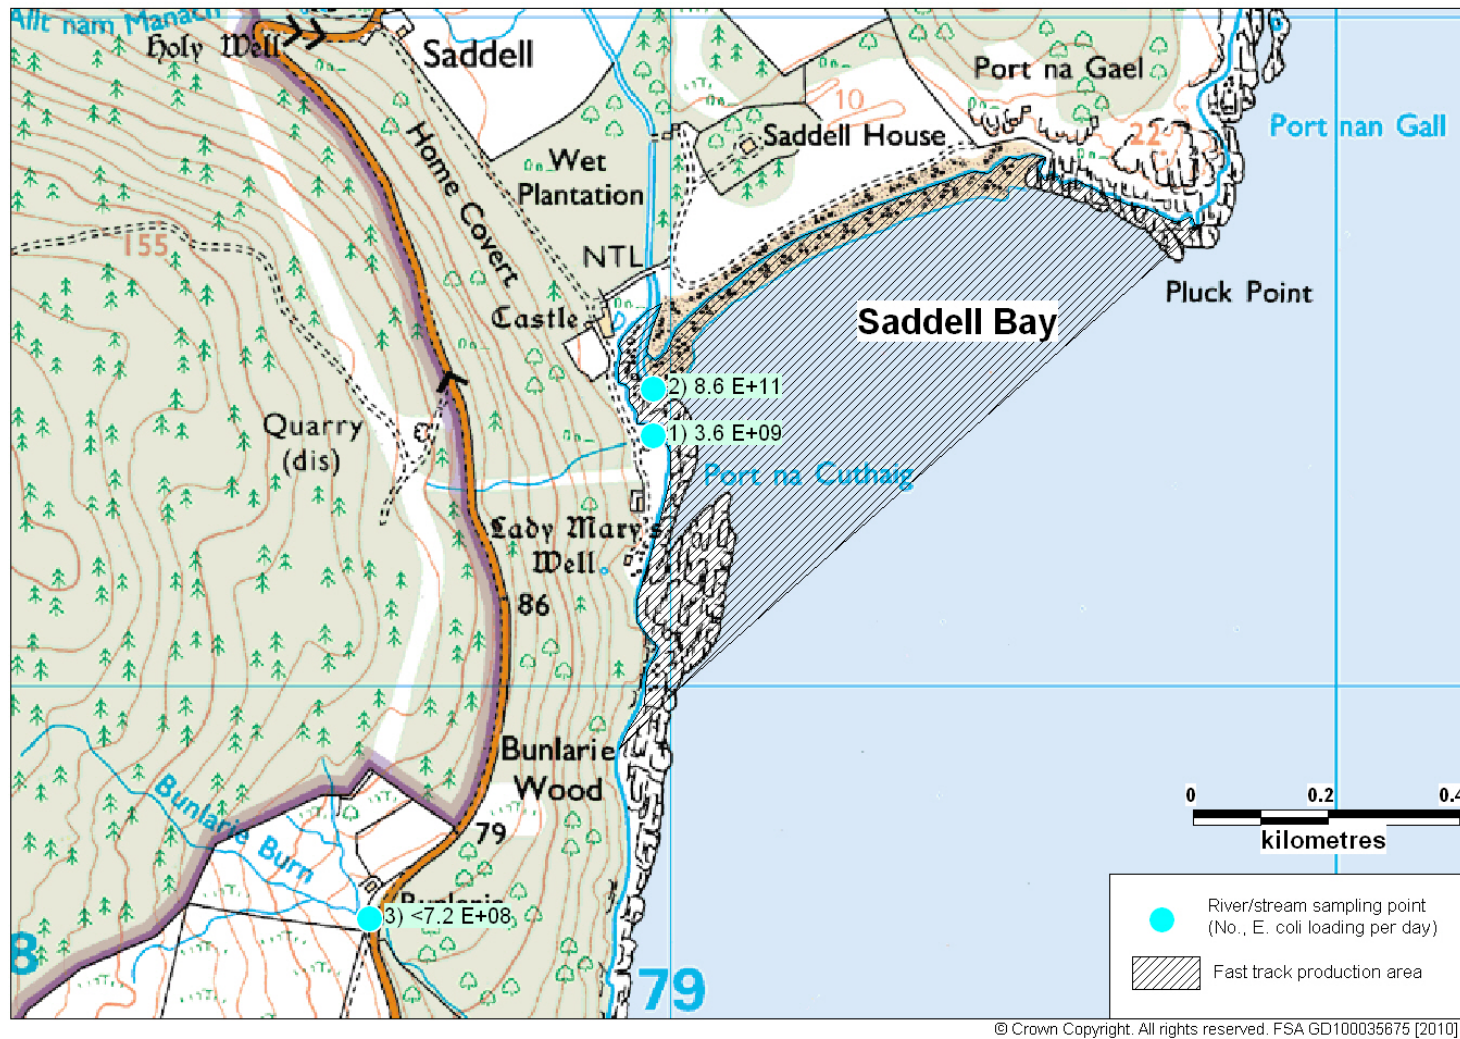 Allt nam Manach
Holy Well
Saddell
Port na Gael
10
Port nan Gall
22
Saddell House
Home Covert
Wet
Plantation
155
NTL
Castle
Pluck Point
Saddell Bay
2) 8.6 E+11
1) 3.6 E+09
Quarry
(dis)
Port na Cuthaig
Lady Mary's
Well
86
Bunlarie
Wood
Bunlarie Burn
79
0 0.2 0.4
kilometres
Bunlarie
3) <7.2 E+08
8
79
River/stream sampling point
(No., E. coli loading per day)
Fast track production area
© Crown Copyright. All rights reserved. FSA GD100035675 [2010]